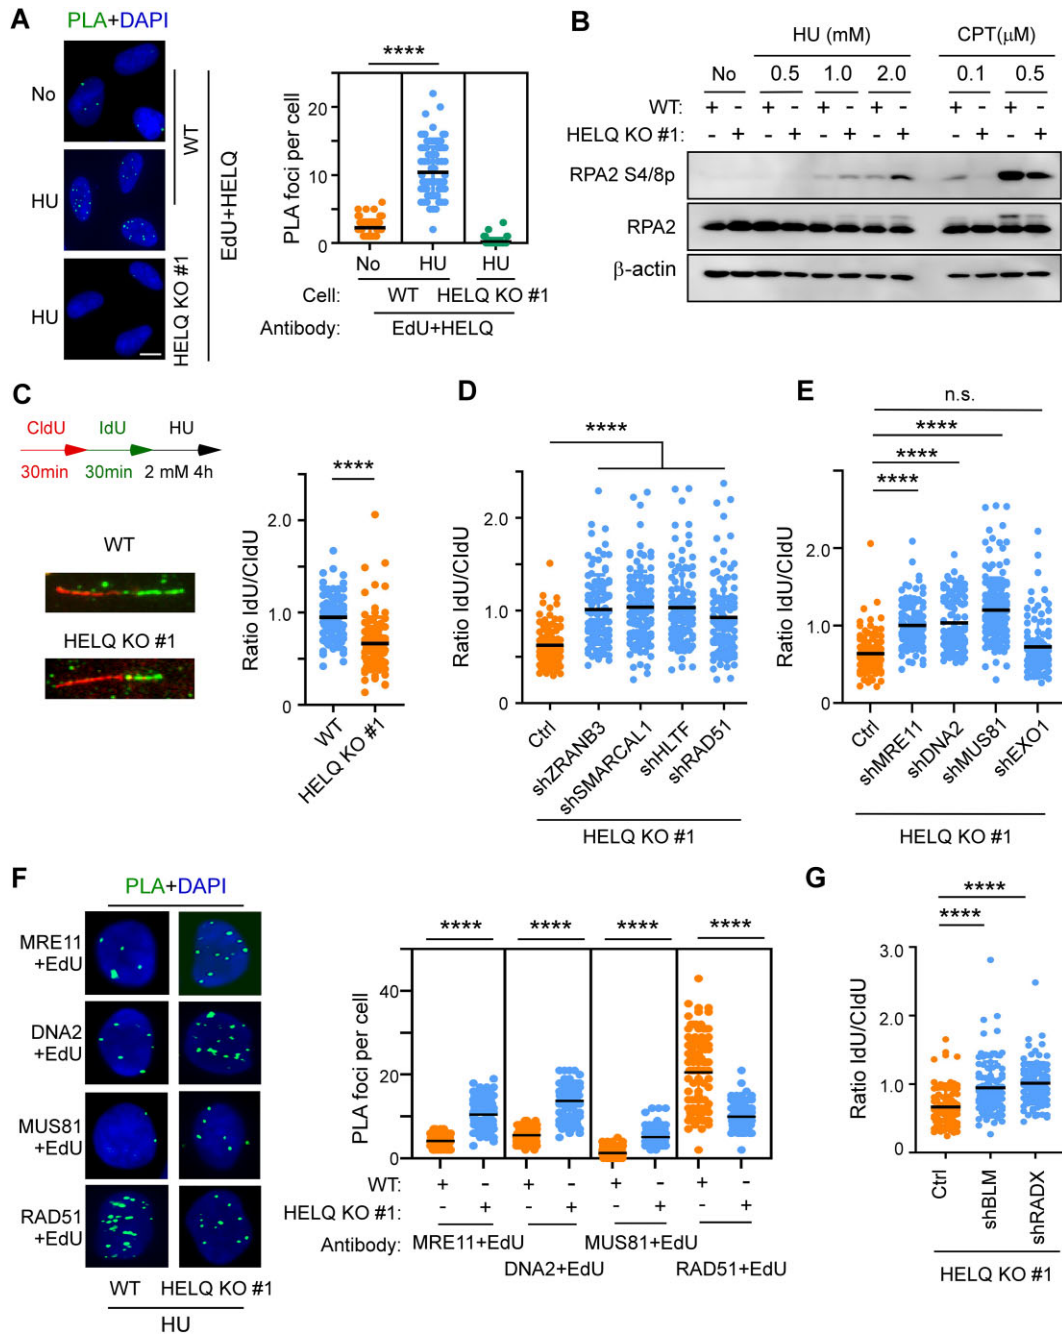 A
PLA+DAPI
No
HU
HU
WT
HELQ KO #1
EdU+HELQ
****
PLA foci per cell
20
10
0
No HU HU
Cell: WT HELQ KO #1
Antibody: EdU+HELQ
B
HU (mM) CPT(μM)
No 0.5 1.0 2.0 0.1 0.5
WT: + - + - + - + - + - + -
HELQ KO #1: - + - + - + - + - + - +
RPA2 S4/8p
RPA2
β-actin
C
CldU IdU HU
30min 30min 2 mM 4h
WT
HELQ KO #1
****
Ratio IdU/CldU
2.0
1.0
0
WT
HELQ KO #1
D
****
Ratio IdU/CldU
2.0
1.0
0
Ctrl
shZRANB3
shSMARCAL1
shHLTF
shRAD51
HELQ KO #1
E
n.s.
****
****
****
Ratio IdU/CldU
2.0
1.0
0
Ctrl
shMRE11
shDNA2
shMUS81
shEXO1
HELQ KO #1
F
PLA+DAPI
MRE11
+EdU
DNA2
+EdU
MUS81
+EdU
RAD51
+EdU
WT HELQ KO #1
HU
**** **** **** ****
PLA foci per cell
40
20
0
WT: + - + - + - + -
HELQ KO #1: - + - + - + - +
Antibody: MRE11+EdU MUS81+EdU
DNA2+EdU RAD51+EdU
G
****
****
Ratio IdU/CldU
3.0
2.0
1.0
0
Ctrl
shBLM
shRADX
HELQ KO #1